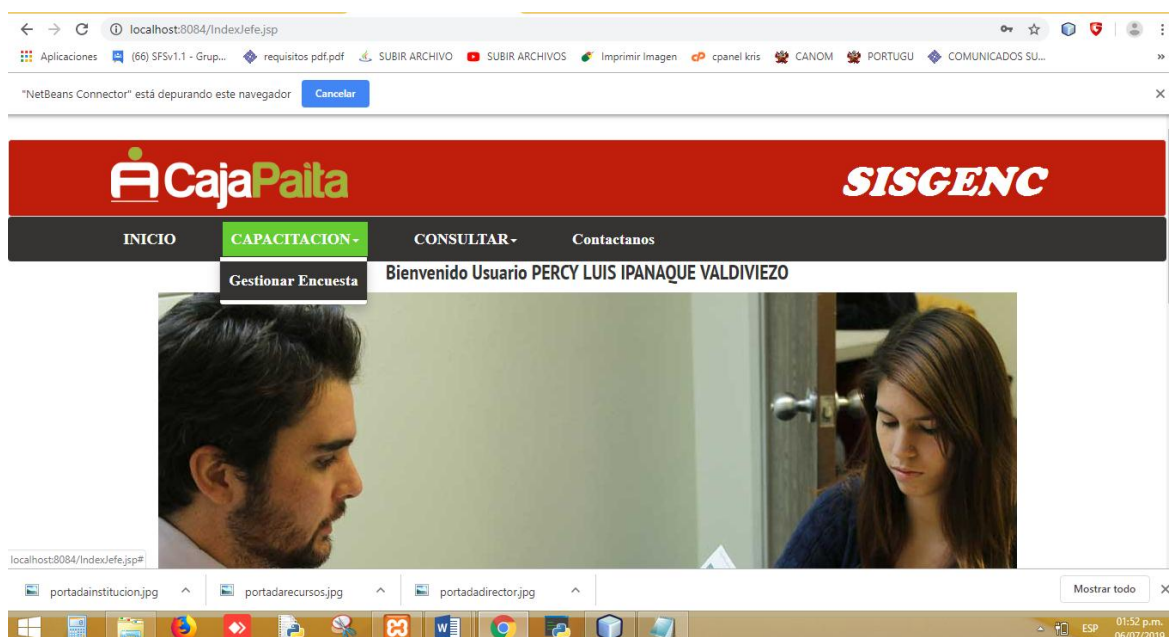 localhost:8084/IndexJefe.jsp
Aplicaciones (66) SFSv1.1 - Grup... requisitos pdf.pdf SUBIR ARCHIVO SUBIR ARCHIVOS Imprimir Imagen cpanel kris CANOM PORTUGU COMUNICADOS SU... »
"NetBeans Connector" está depurando este navegador Cancelar
CajaPaita SISGENC
INICIO CAPACITACION CONSULTAR Contactanos
Gestionar Encuesta
Bienvenido Usuario PERCY LUIS IPANAQUE VALDIVIEZO
localhost:8084/IndexJefe.jsp#
portadainstitucion.jpg portadarecursos.jpg portadadirector.jpg Mostrar todo
ESP 01:52 p.m.
06/07/2019